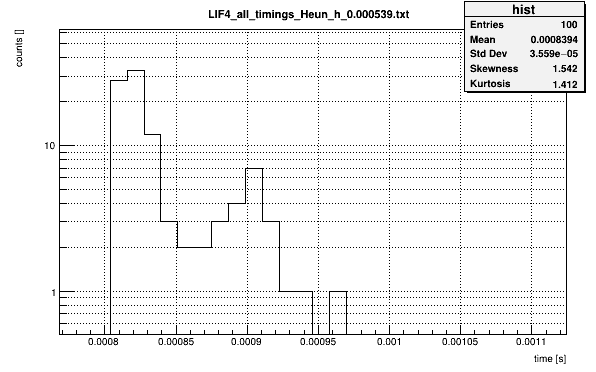 LIF4_all_timings_Heun_h_0.000539.txt
hist
Entries 100
Mean 0.0008394
Std Dev 3.559e−05
Skewness 1.542
Kurtosis 1.412
counts []
10
1
0.0008 0.00085 0.0009 0.00095 0.001 0.00105 0.0011
time [s]